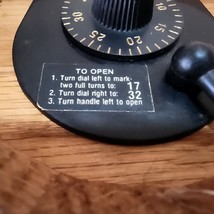 30 25 20 15
TO OPEN
1. Turn dial left to mark-
two full turns to: 17
2. Turn dial right to: 32
3. Turn handle left to open